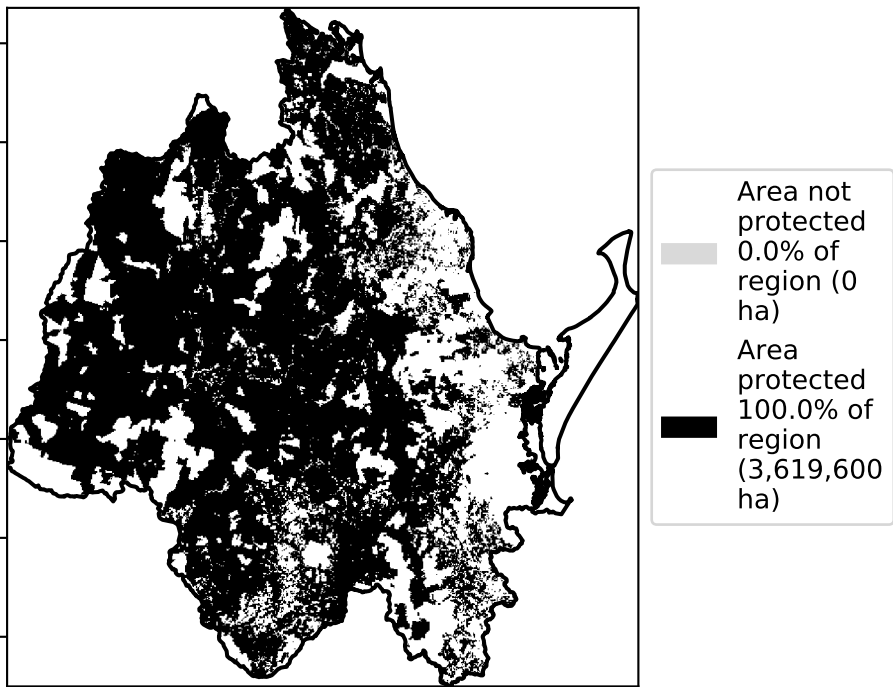 Area not
protected
0.0% of
region (0
ha)
Area
protected
100.0% of
region
(3,619,600
ha)